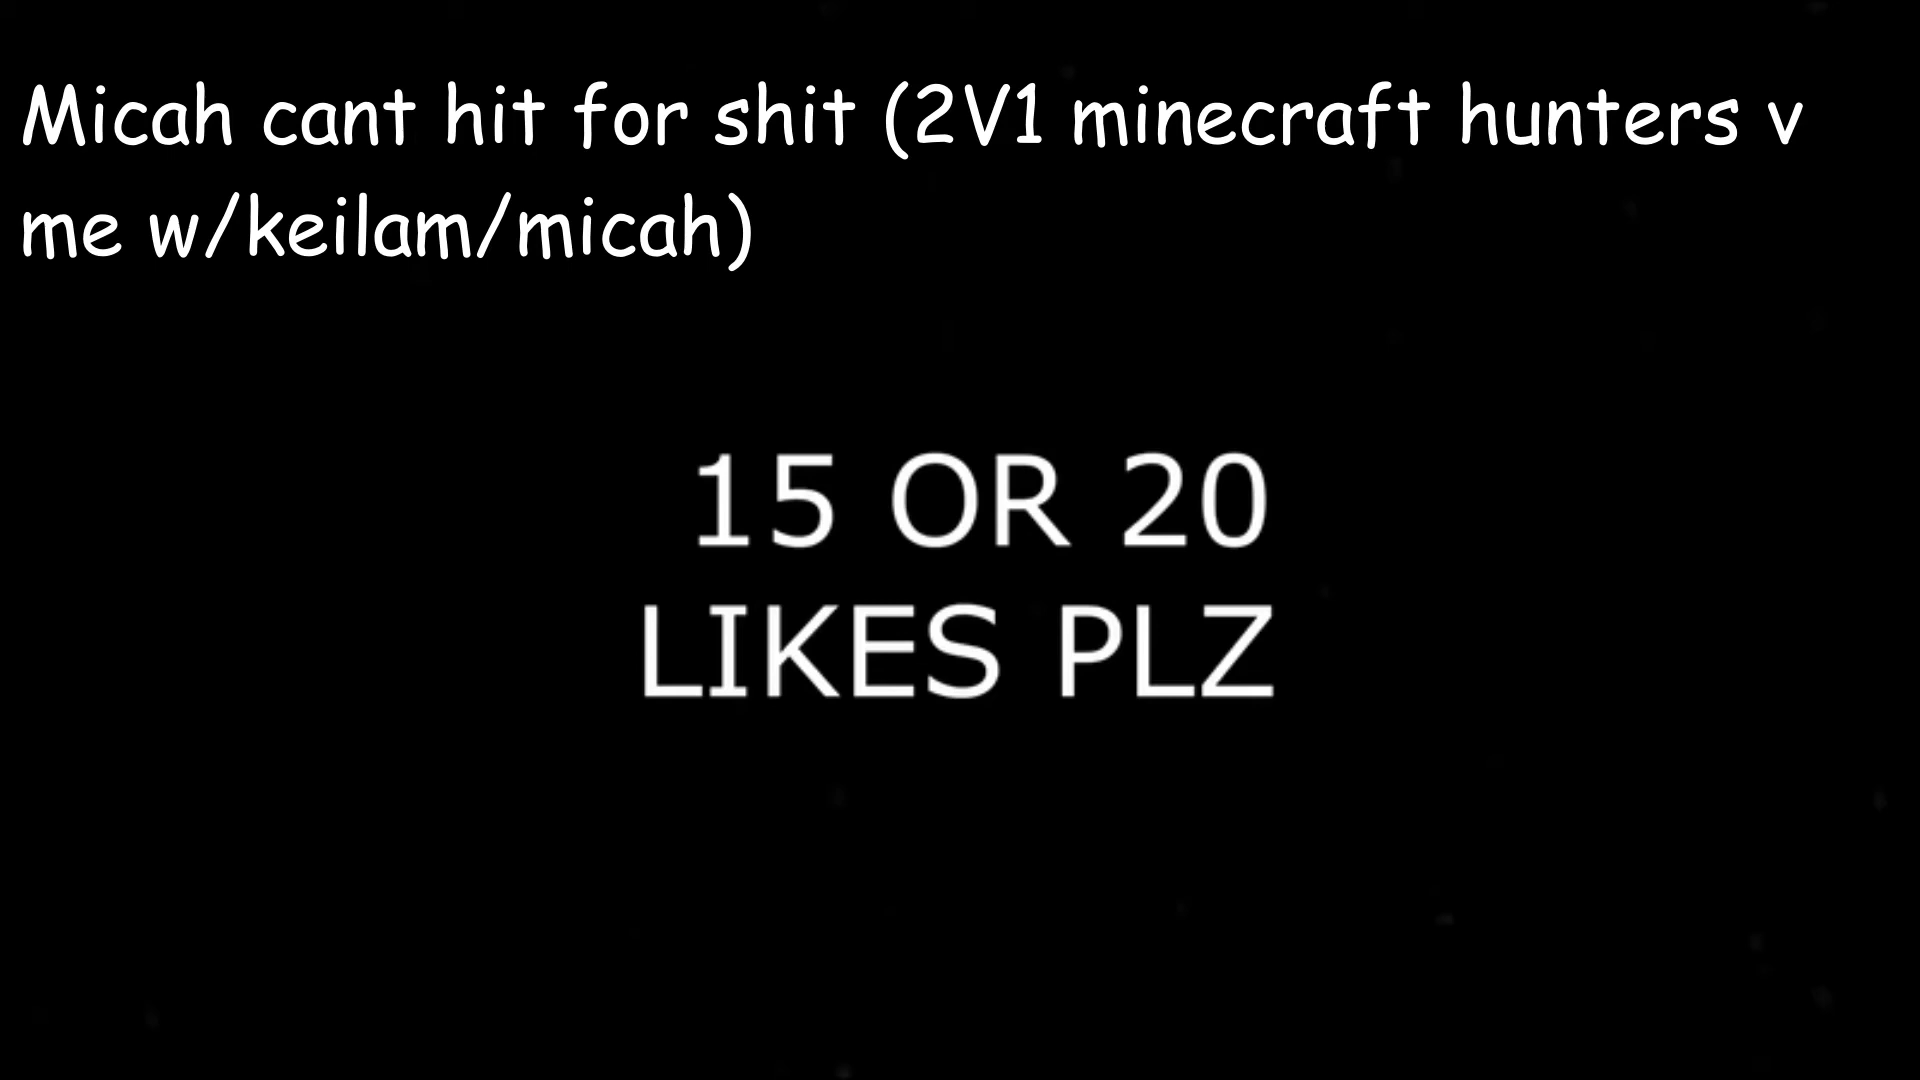 Micah cant hit for shit (2V1 minecraft hunters v
me w/keilam/micah)
15 OR 20
LIKES PLZ